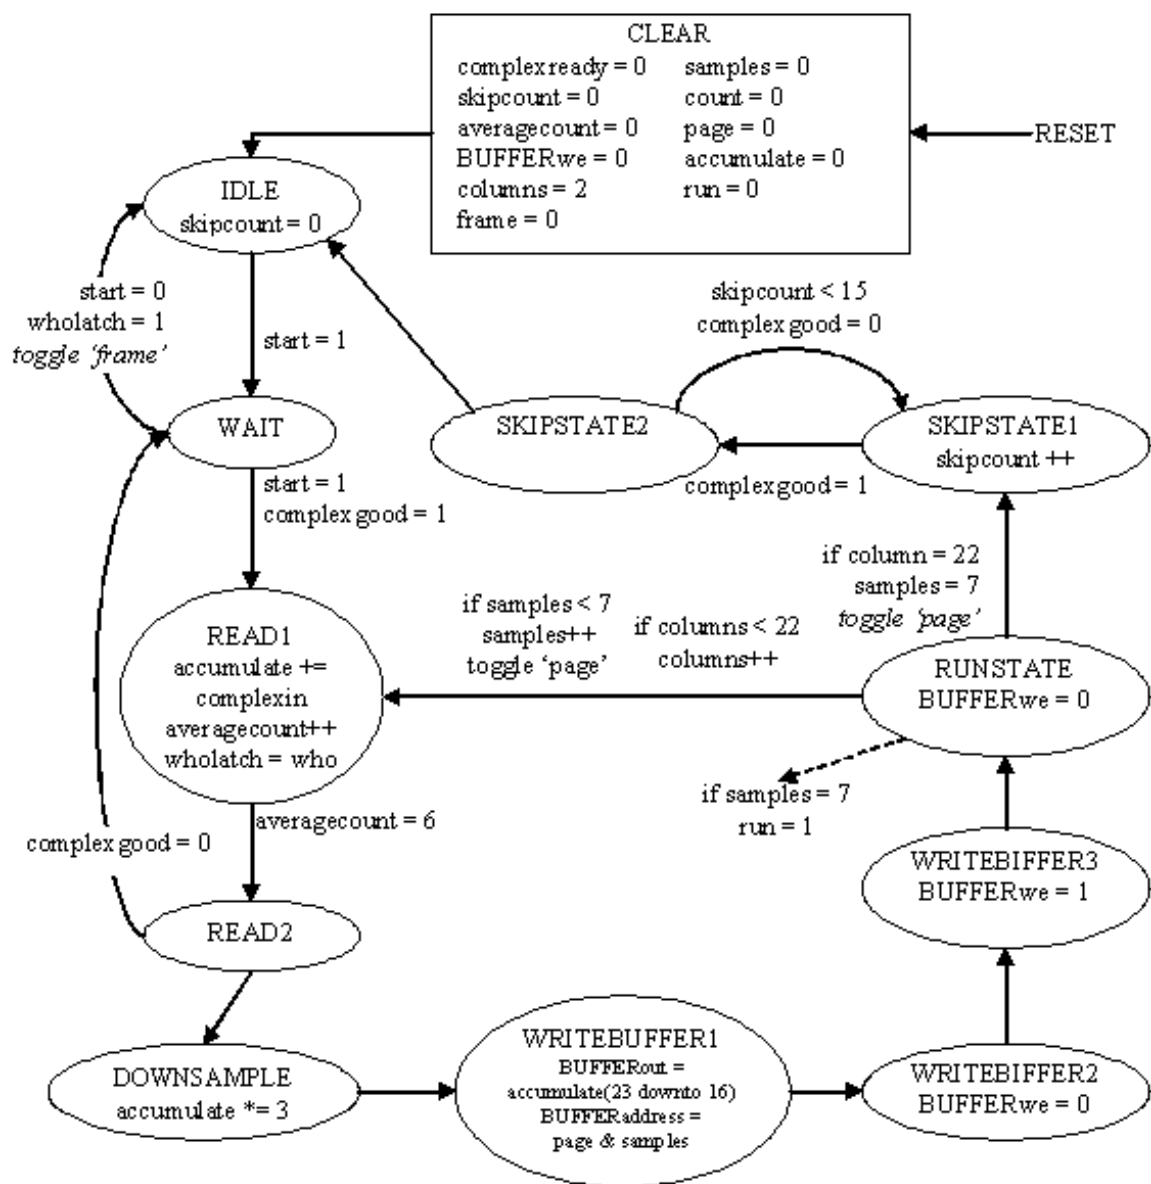 CLEAR
complexready = 0 samples = 0
skipcount = 0 count = 0
averagecount = 0 page = 0
BUFFERwe = 0 accumulate = 0
columns = 2 run = 0
frame = 0
RESET
IDLE
skipcount = 0
start = 0
wholatch = 1
toggle 'frame'
start = 1
skipcount < 15
complexgood = 0
WAIT
SKIPSTATE2
SKIPSTATE1
skipcount ++
start = 1
complexgood = 1
complexgood = 1
if column = 22
samples = 7
toggle 'page'
if samples < 7
samples++
toggle 'page'
if columns < 22
columns++
READ1
accumulate +=
complexin
averagecount++
wholatch = who
RUNSTATE
BUFFERwe = 0
if samples = 7
run = 1
averagecount = 6
complexgood = 0
WRITEBIFFER3
BUFFERwe = 1
READ2
DOWNSAMPLE
accumulate *= 3
WRITEBUFFER1
BUFFERout =
accumulate(23 downto 16)
BUFFERaddress =
page & samples
WRITEBIFFER2
BUFFERwe = 0